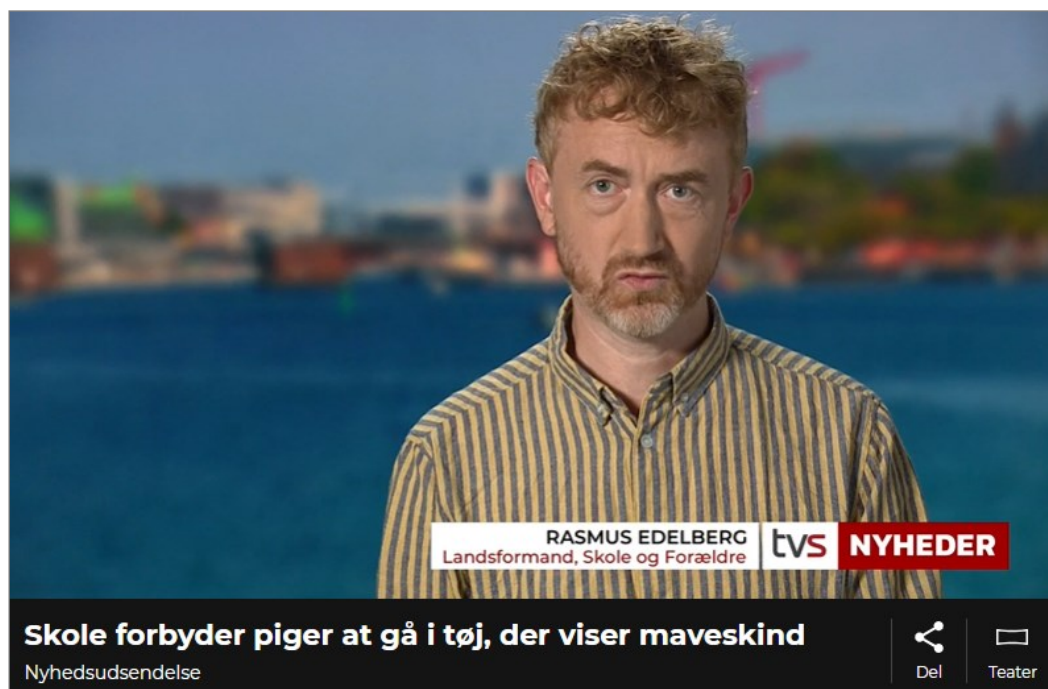 RASMUS EDELBERG
Landsformand, Skole og Forældre
tvs NYHEDER
Skole forbyder piger at gå i tøj, der viser maveskind
Nyhedsudsendelse
Del
Teater